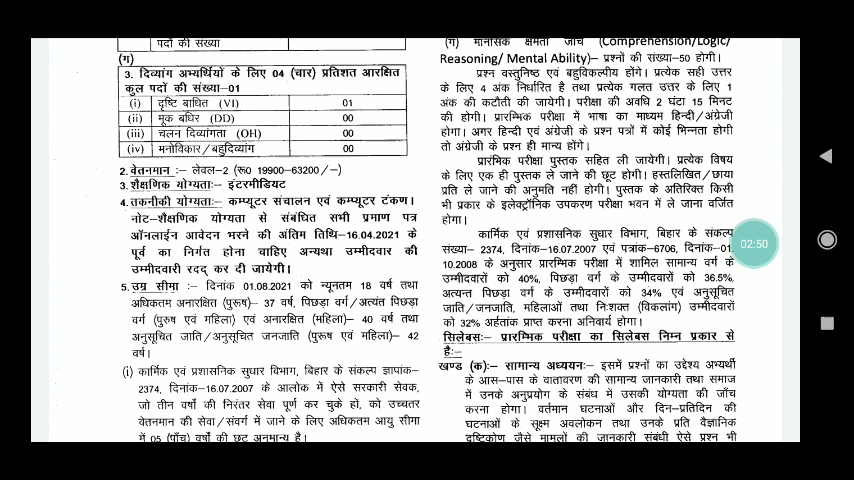 पदों की संख्या
(ग)
3. दिव्यांग अभ्यर्थियों के लिए 04 (चार) प्रतिशत आरक्षित
कुल पदों की संख्या–01
(i) दृष्टि बाधित (VI) 01
(ii) मूक बधिर (DD) 00
(iii) चलन दिव्यांगता (OH) 00
(iv) मनोविकार/बहुदिव्यांग 00
2. वेतनमान :– लेवल–2 (रू0 19900–63200/–)
3. शैक्षणिक योग्यताः– इंटरमीडियट
4. तकनीकी योग्यताः– कम्प्यूटर संचालन एवं कम्प्यूटर टंकण।
नोट–शैक्षणिक योग्यता से संबंधित सभी प्रमाण पत्र
ऑनलाईन आवेदन भरने की अंतिम तिथि–16.04.2021 के
पूर्व का निर्गत होना चाहिए अन्यथा उम्मीदवार की
उम्मीदवारी रदद् कर दी जायेगी।
5. उम्र सीमा :– दिनांक 01.08.2021 को न्यूनतम 18 वर्ष तथा
अधिकतम अनारक्षित (पुरूष)– 37 वर्ष, पिछड़ा वर्ग/अत्यंत पिछड़ा
वर्ग (पुरुष एवं महिला) एवं अनारक्षित (महिला)– 40 वर्ष तथा
अनुसूचित जाति/अनुसूचित जनजाति (पुरूष एवं महिला)– 42
वर्ष।
(i) कार्मिक एवं प्रशासनिक सुधार विभाग, बिहार के संकल्प ज्ञापांक–
2374, दिनांक–16.07.2007 के आलोक में ऐसे सरकारी सेवक,
जो तीन वर्षों की निरंतर सेवा पूर्ण कर चुके हों, को उच्चतर
वेतनमान की सेवा/संवर्ग में जाने के लिए अधिकतम आयु सीमा
में 05 (पाँच) वर्षों की छूट अनुमान्य है।
(ग) मानसिक क्षमता जाँच (Comprehension/Logic/
Reasoning/ Mental Ability)– प्रश्नों की संख्या–50 होगी।
प्रश्न वस्तुनिष्ठ एवं बहुविकल्पीय होंगे। प्रत्येक सही उत्तर
के लिए 4 अंक निर्धारित है तथा प्रत्येक गलत उत्तर के लिए 1
अंक की कटौती की जायेगी। परीक्षा की अवधि 2 घंटा 15 मिनट
की होगी। प्रारम्भिक परीक्षा में भाषा का माध्यम हिन्दी/अंग्रेजी
होगा। अगर हिन्दी एवं अंग्रेजी के प्रश्न पत्रों में कोई भिन्नता होगी
तो अंग्रेजी के प्रश्न ही मान्य होंगे।
प्रारंभिक परीक्षा पुस्तक सहित ली जायेगी। प्रत्येक विषय
के लिए एक ही पुस्तक ले जाने की छूट होगी। हस्तलिखित/छाया
प्रति ले जाने की अनुमति नहीं होगी। पुस्तक के अतिरिक्त किसी
भी प्रकार के इलेक्ट्रॉनिक उपकरण परीक्षा भवन में ले जाना वर्जित
होगा।
कार्मिक एवं प्रशासनिक सुधार विभाग, बिहार के संकल्प
संख्या– 2374, दिनांक–16.07.2007 एवं पत्रांक–6706, दिनांक–01.
10.2008 के अनुसार प्रारम्भिक परीक्षा में शामिल सामान्य वर्ग के
उम्मीदवारों को 40%, पिछड़ा वर्ग के उम्मीदवारों को 36.5%,
अत्यन्त पिछड़ा वर्ग के उम्मीदवारों को 34% एवं अनुसूचित
जाति/जनजाति, महिलाओं तथा निःशक्त (विकलांग) उम्मीदवारों
को 32% अर्हतांक प्राप्त करना अनिवार्य होगा।
सिलेबसः– प्रारम्भिक परीक्षा का सिलेबस निम्न प्रकार से
हैः–
खण्ड (क):– सामान्य अध्ययनः– इसमें प्रश्नों का उद्देश्य अभ्यर्थी
के आस–पास के वातावरण की सामान्य जानकारी तथा समाज
में उनके अनुप्रयोग के संबंध में उसकी योग्यता की जाँच
करना होगा। वर्तमान घटनाओं और दिन–प्रतिदिन की
घटनाओं के सूक्ष्म अवलोकन तथा उनके प्रति वैज्ञानिक
दृष्टिकोण जैसे मामलों की जानकारी संबंधी ऐसे प्रश्न भी
02:50